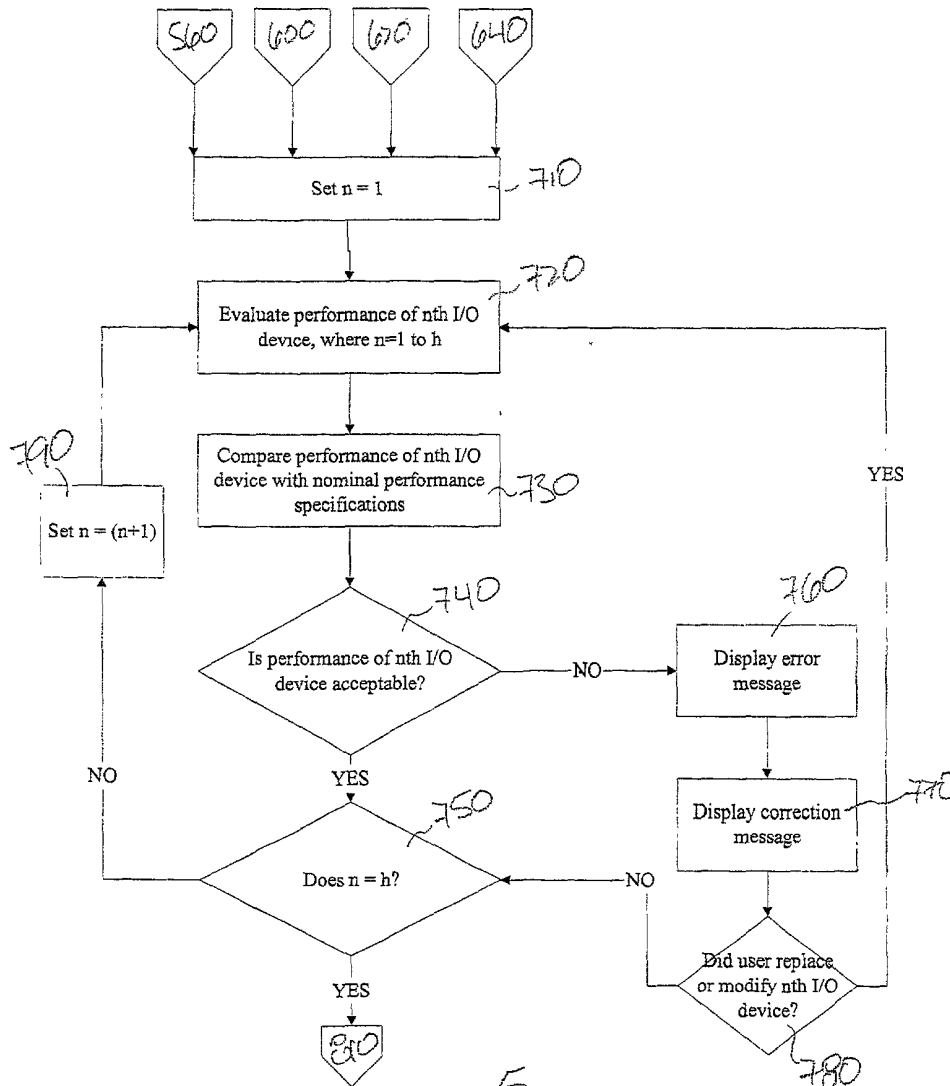 560 600 670 640
Set n = 1
710
720
Evaluate performance of nth I/O
device, where n=1 to h
790
Compare performance of nth I/O
device with nominal performance
specifications
730
YES
Set n = (n+1)
740
760
Is performance of nth I/O
device acceptable?
NO
Display error
message
NO
YES
750
770
Display correction
message
Does n = h?
NO
Did user replace
or modify nth I/O
device?
YES
810
780
5